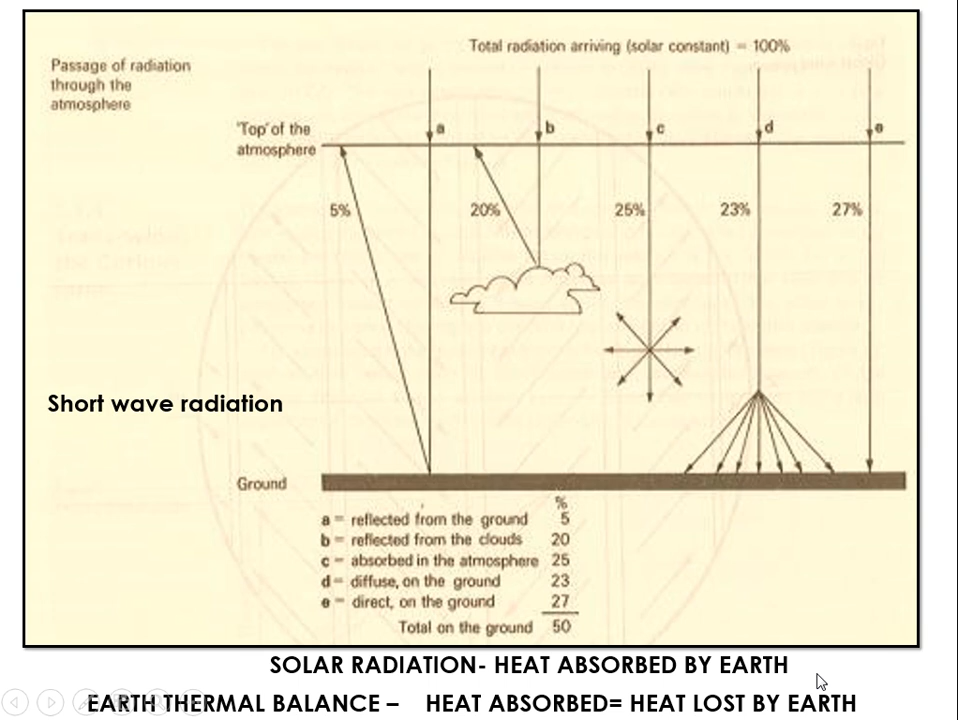 Total radiation arriving (solar constant) = 100%
Passage of radiation
through the
atmosphere
'Top' of the
atmosphere
a
b
c
d
e
5%
20%
25%
23%
27%
Short wave radiation
Ground
%
a = reflected from the ground 5
b = reflected from the clouds 20
c = absorbed in the atmosphere 25
d = diffuse, on the ground 23
e = direct, on the ground 27
Total on the ground 50
SOLAR RADIATION- HEAT ABSORBED BY EARTH
EARTH THERMAL BALANCE – HEAT ABSORBED= HEAT LOST BY EARTH